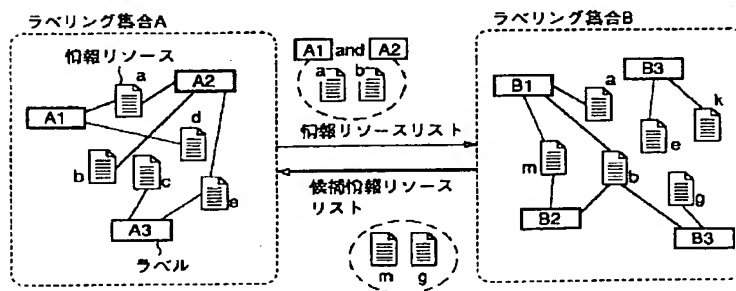 ラベリング集合A
情報リソース
a
A2
A1
d
b
c
e
A3
ラベル
A1 and A2
a b
情報リソースリスト
候補情報リソース
リスト
m g
ラベリング集合B
B1
a
B3
k
e
m
b
g
B2
B3